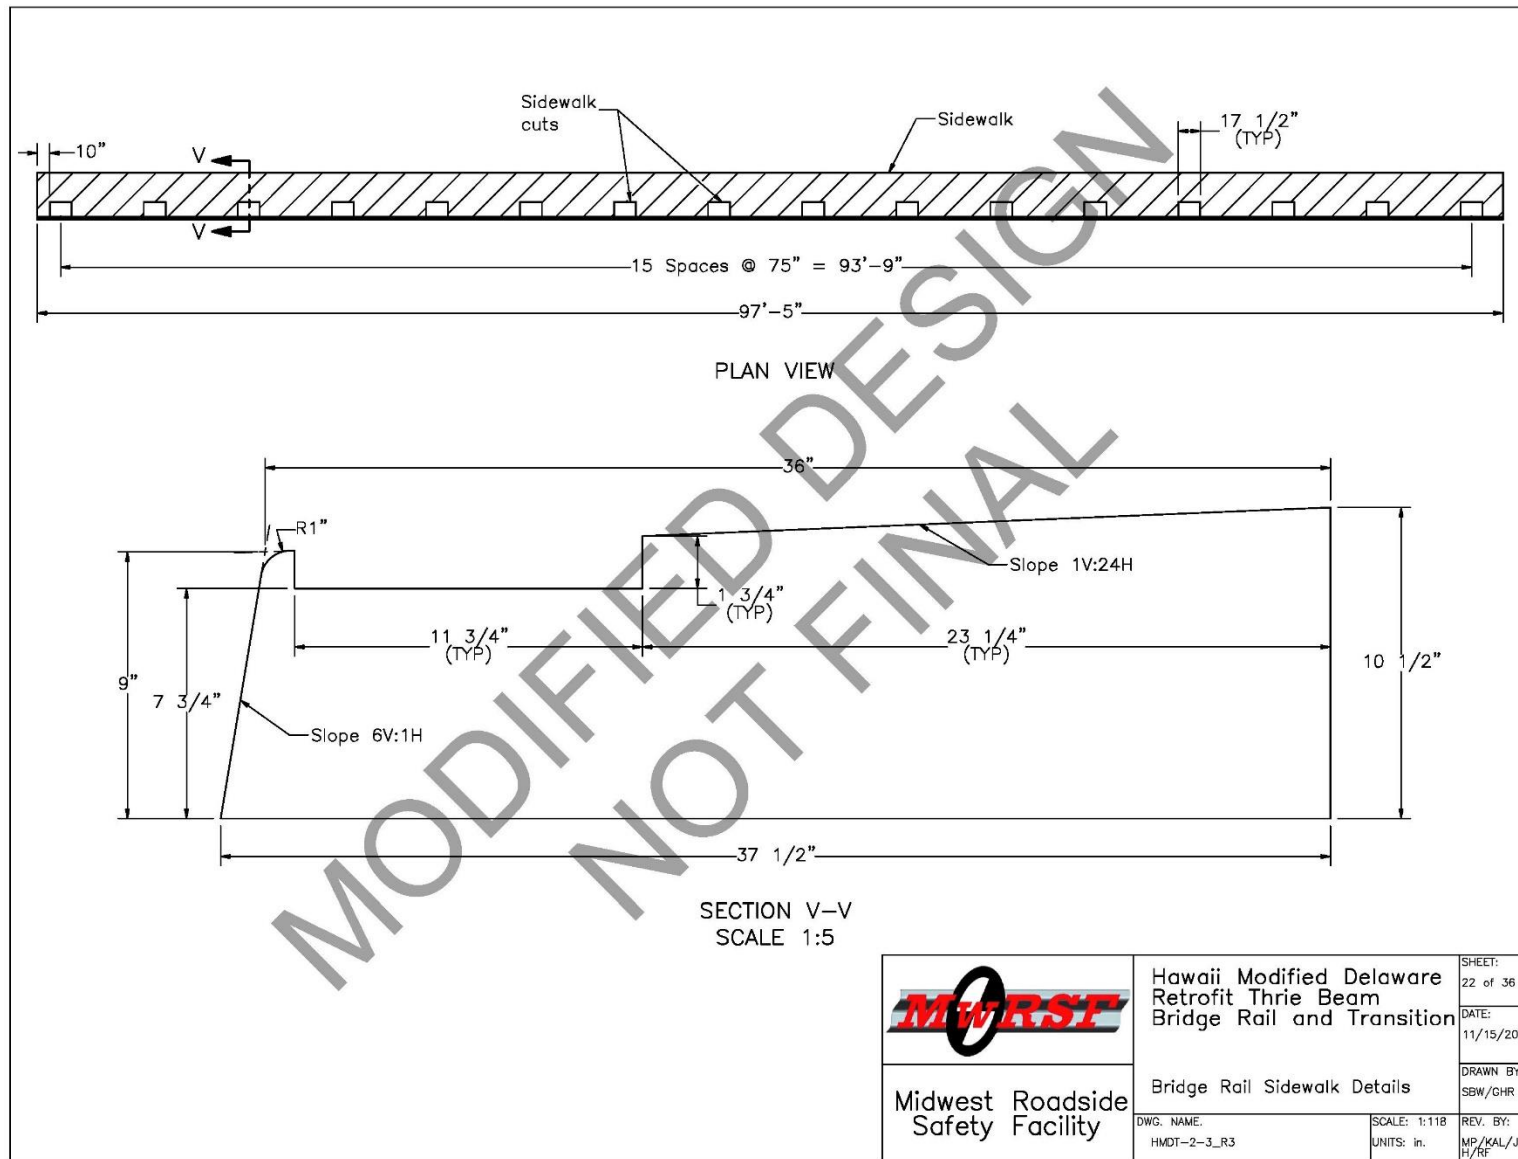 Sidewalk
cuts
Sidewalk
17 1/2"
(TYP)
10"
V
V
15 Spaces @ 75" = 93'-9"
97'-5"
PLAN VIEW
36"
R1"
Slope 1V:24H
1 3/4"
(TYP)
11 3/4"
(TYP)
23 1/4"
(TYP)
10 1/2"
9"
7 3/4"
Slope 6V:1H
37 1/2"
SECTION V-V
SCALE 1:5
MODIFIED DESIGN
NOT FINAL
MwRSF
Midwest Roadside
Safety Facility
Hawaii Modified Delaware
Retrofit Thrie Beam
Bridge Rail and Transition
Bridge Rail Sidewalk Details
DWG. NAME.
HMDT-2-3_R3
SCALE: 1:118
UNITS: in.
SHEET:
22 of 36
DATE:
11/15/20
DRAWN BY
SBW/GHR
REV. BY:
MP/KAL/J
H/RF